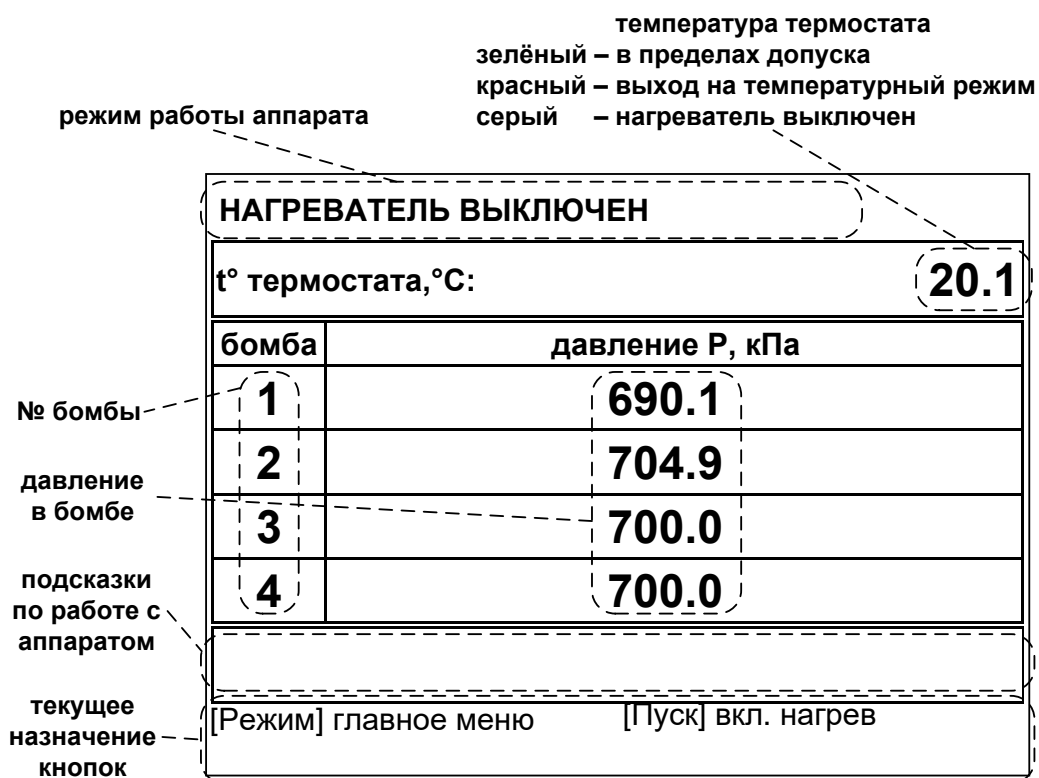 температура термостата
зелёный – в пределах допуска
красный – выход на температурный режим
серый – нагреватель выключен
режим работы аппарата
НАГРЕВАТЕЛЬ ВЫКЛЮЧЕН
t° термостата,°C: 20.1
бомба давление P, кПа
1 690.1
2 704.9
3 700.0
4 700.0
№ бомбы
давление
в бомбе
подсказки
по работе с
аппаратом
текущее
назначение
кнопок
[Режим] главное меню [Пуск] вкл. нагрев